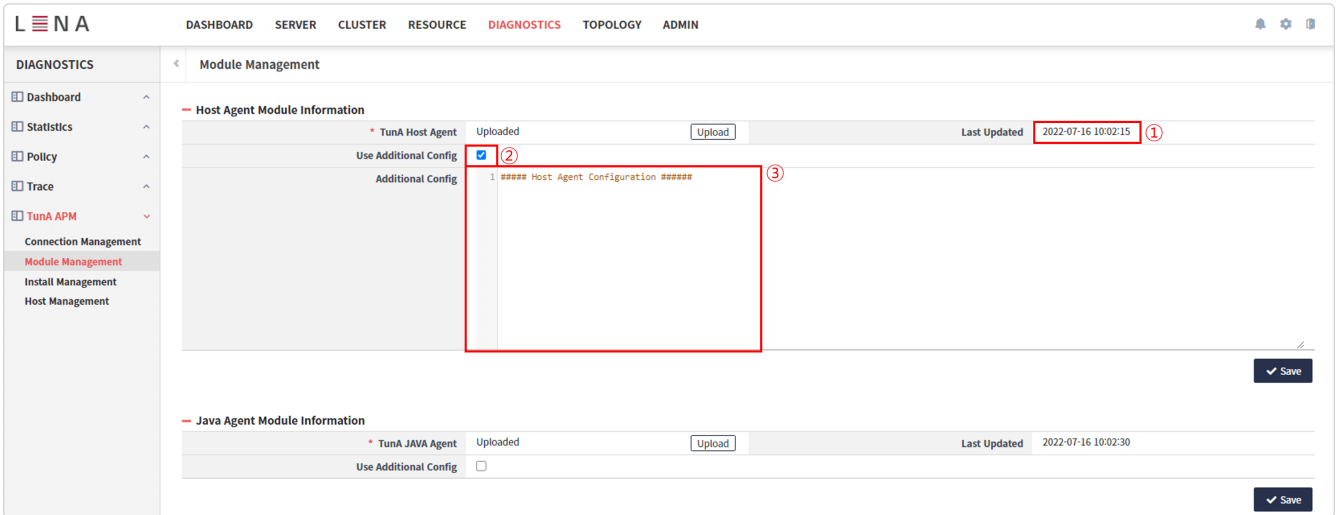 LENA
DASHBOARD SERVER CLUSTER RESOURCE DIAGNOSTICS TOPOLOGY ADMIN
DIAGNOSTICS
Dashboard
Statistics
Policy
Trace
TunA APM
Connection Management
Module Management
Install Management
Host Management
Module Management
Host Agent Module Information
* TunA Host Agent Uploaded Upload Last Updated 2022-07-16 10:02:15 ①
Use Additional Config ②
Additional Config 1 ##### Host Agent Configuration ###### ③
Save
Java Agent Module Information
* TunA JAVA Agent Uploaded Upload Last Updated 2022-07-16 10:02:30
Use Additional Config
Save